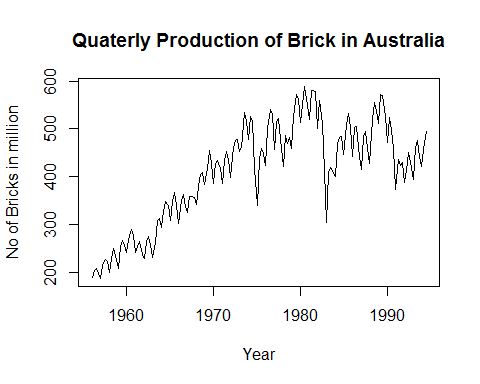 Quaterly Production of Brick in Australia
No of Bricks in million
600
500
400
300
200
1960 1970 1980 1990
Year